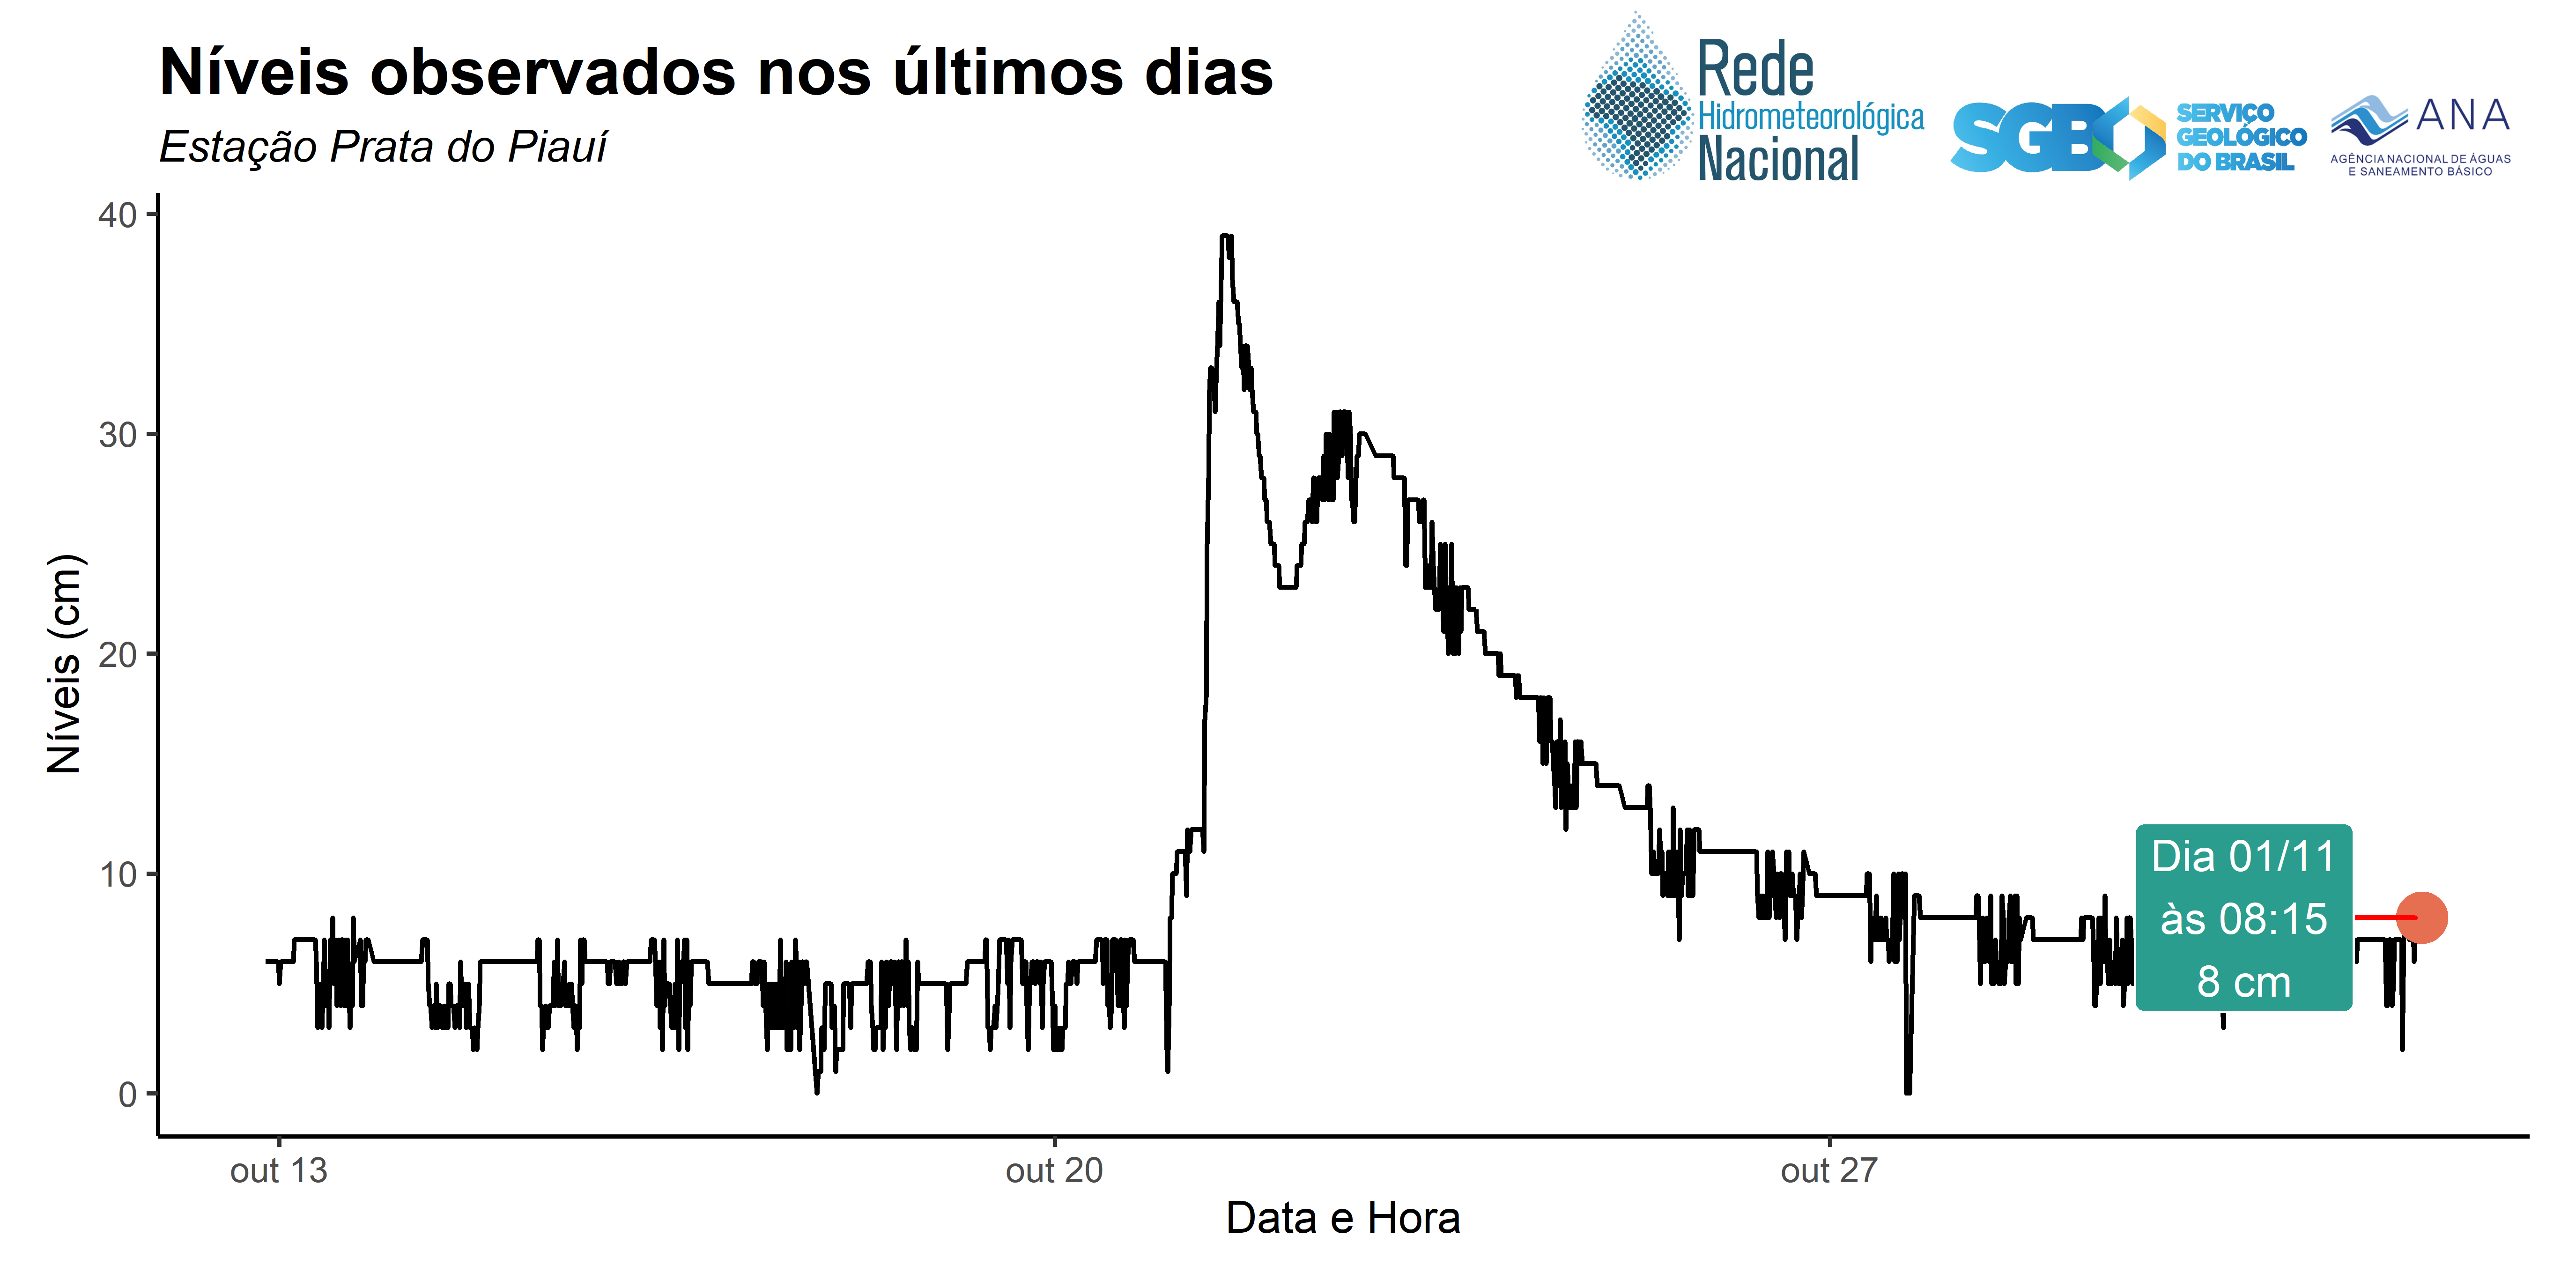 Níveis observados nos últimos dias
Estação Prata do Piauí
Rede
Hidrometeorológica
Nacional
SGB
SERVIÇO
GEOLÓGICO
DO BRASIL
ANA
AGÊNCIA NACIONAL DE ÁGUAS
E SANEAMENTO BÁSICO
Níveis (cm)
40
30
20
10
0
Dia 01/11
às 08:15
8 cm
out 13
out 20
out 27
Data e Hora